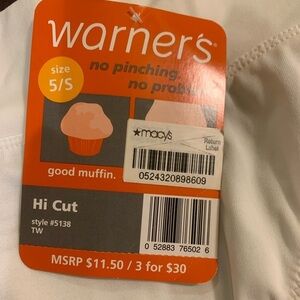 warner's
size
5/S
no pinching.
no prob
★macy's
Return
Label
0524320898609
good muffin.
Hi Cut
style #5138
TW
0 52883 76502 6
MSRP $11.50 / 3 for $30